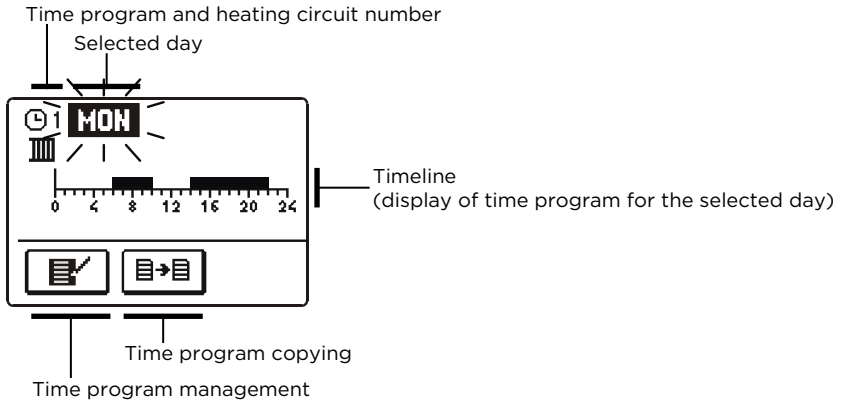 Time program and heating circuit number
Selected day
1 MON
0 4 8 12 16 20 24
Timeline
(display of time program for the selected day)
Time program copying
Time program management